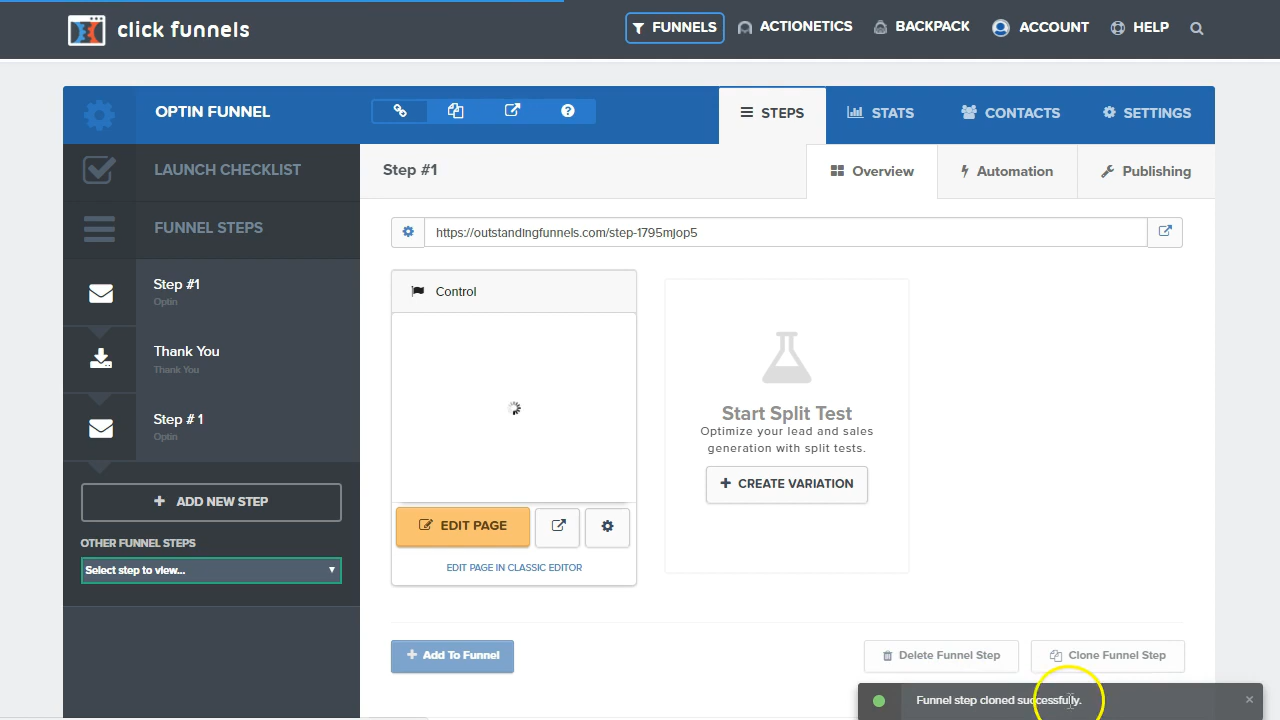 click funnels
FUNNELS
ACTIONETICS
BACKPACK
ACCOUNT
HELP
OPTIN FUNNEL
STEPS
STATS
CONTACTS
SETTINGS
LAUNCH CHECKLIST
FUNNEL STEPS
Step #1
Optin
Thank You
Thank You
Step # 1
Optin
ADD NEW STEP
OTHER FUNNEL STEPS
Select step to view...
Step #1
Overview
Automation
Publishing
https://outstandingfunnels.com/step-1795mjop5
Control
EDIT PAGE
EDIT PAGE IN CLASSIC EDITOR
Start Split Test
Optimize your lead and sales
generation with split tests.
+ CREATE VARIATION
+ Add To Funnel
Delete Funnel Step
Clone Funnel Step
Funnel step cloned successfully.